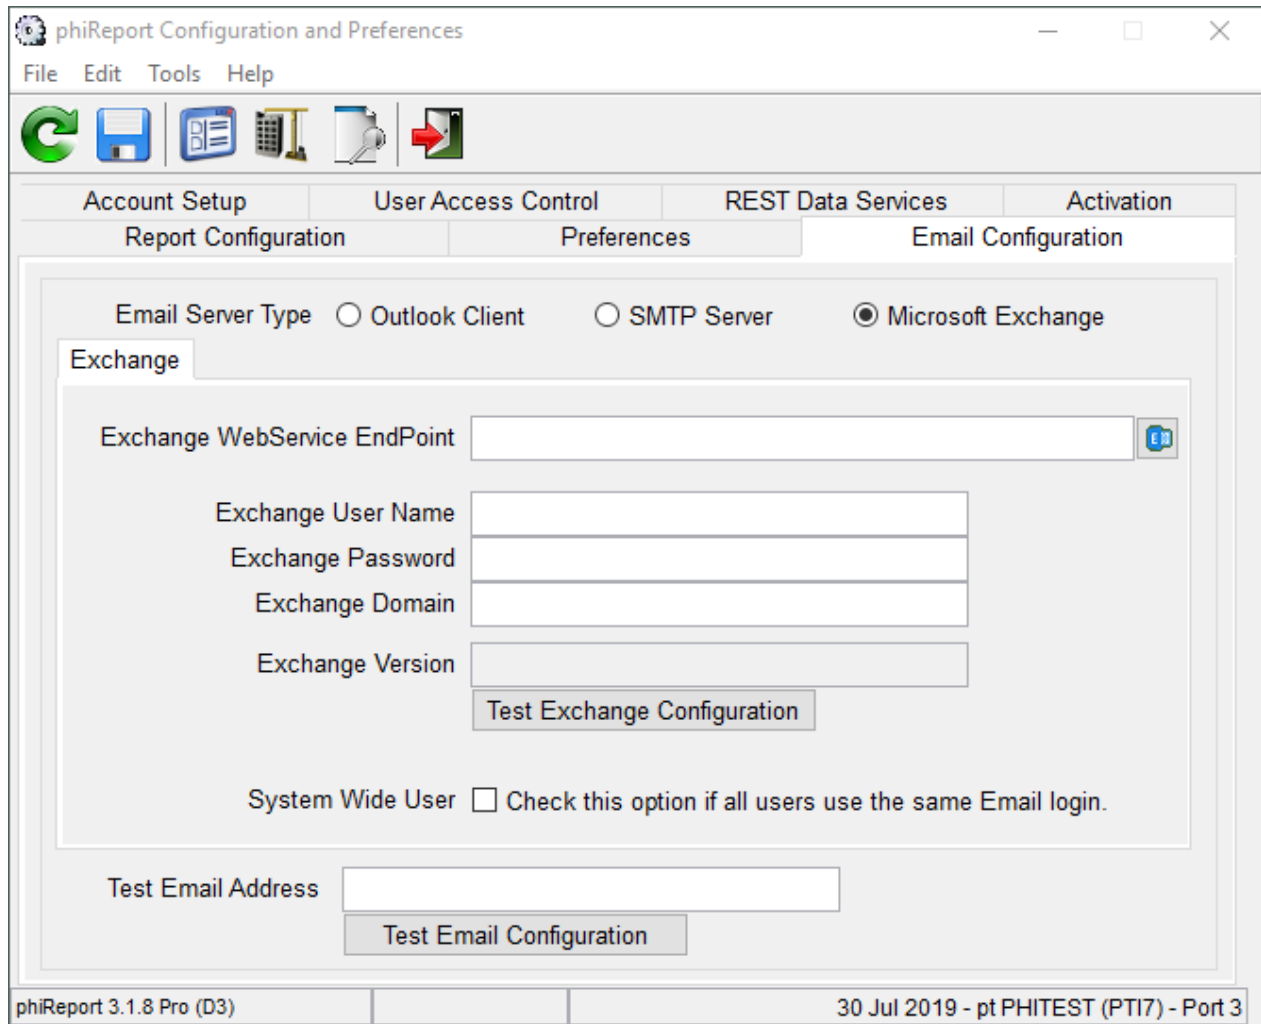 phiReport Configuration and Preferences
File Edit Tools Help
Account Setup User Access Control REST Data Services Activation
Report Configuration Preferences Email Configuration
Email Server Type Outlook Client SMTP Server Microsoft Exchange
Exchange
Exchange WebService EndPoint
Exchange User Name
Exchange Password
Exchange Domain
Exchange Version
Test Exchange Configuration
System Wide User Check this option if all users use the same Email login.
Test Email Address
Test Email Configuration
phiReport 3.1.8 Pro (D3) 30 Jul 2019 - pt PHITEST (PTI7) - Port 3